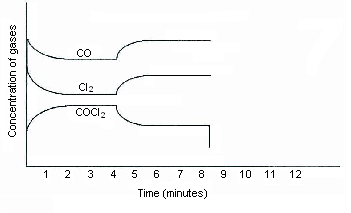 Concentration of gases
CO
Cl2
COCl2
1 2 3 4 5 6 7 8 9 10 11 12
Time (minutes)